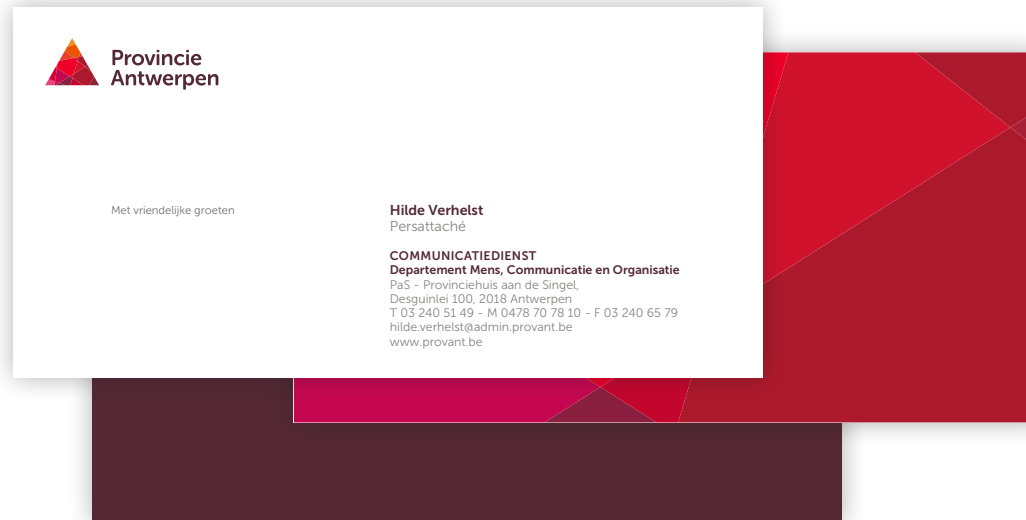 Provincie
Antwerpen
Met vriendelijke groeten
Hilde Verhelst
Persattaché
COMMUNICATIEDIENST
Departement Mens, Communicatie en Organisatie
PaS - Provinciehuis aan de Singel,
Desguinlei 100, 2018 Antwerpen
T 03 240 51 49 - M 0478 70 78 10 - F 03 240 65 79
hilde.verhelst@admin.provant.be
www.provant.be